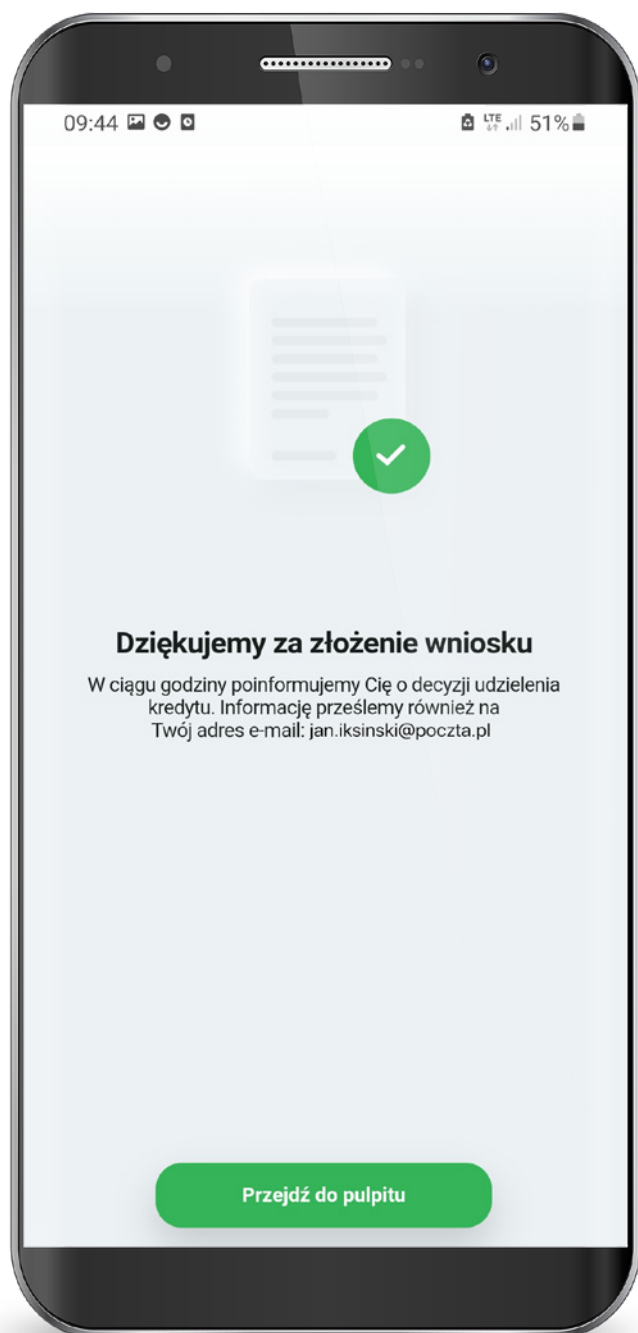 09:44
LTE
51%
Dziękujemy za złożenie wniosku
W ciągu godziny poinformujemy Cię o decyzji udzielenia
kredytu. Informację prześlemy również na
Twój adres e-mail: jan.iksinski@poczta.pl
Przejdź do pulpitu